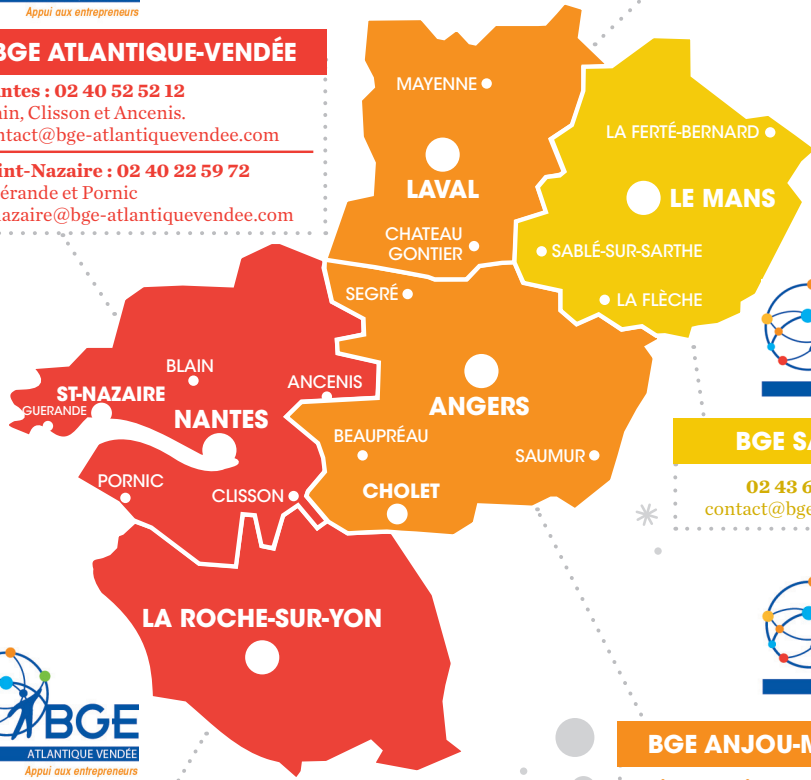 Appui aux entrepreneurs
BGE ATLANTIQUE-VENDÉE
ntes : 02 40 52 52 12
in, Clisson et Ancenis.
ntact@bge-atlantiquevendee.com
int-Nazaire : 02 40 22 59 72
érande et Pornic
nazaire@bge-atlantiquevendee.com
MAYENNE
LAVAL
CHATEAU
GONTIER
LA FERTÉ-BERNARD
LE MANS
SABLÉ-SUR-SARTHE
LA FLÈCHE
SEGRÉ
ANGERS
BEAUPRÉAU
SAUMUR
CHOLET
BLAIN
ANCENIS
ST-NAZAIRE
GUERANDE
NANTES
PORNIC
CLISSON
LA ROCHE-SUR-YON
BGE SA
02 43 6
contact@bge
BGE
ATLANTIQUE VENDÉE
Appui aux entrepreneurs
BGE ANJOU-M